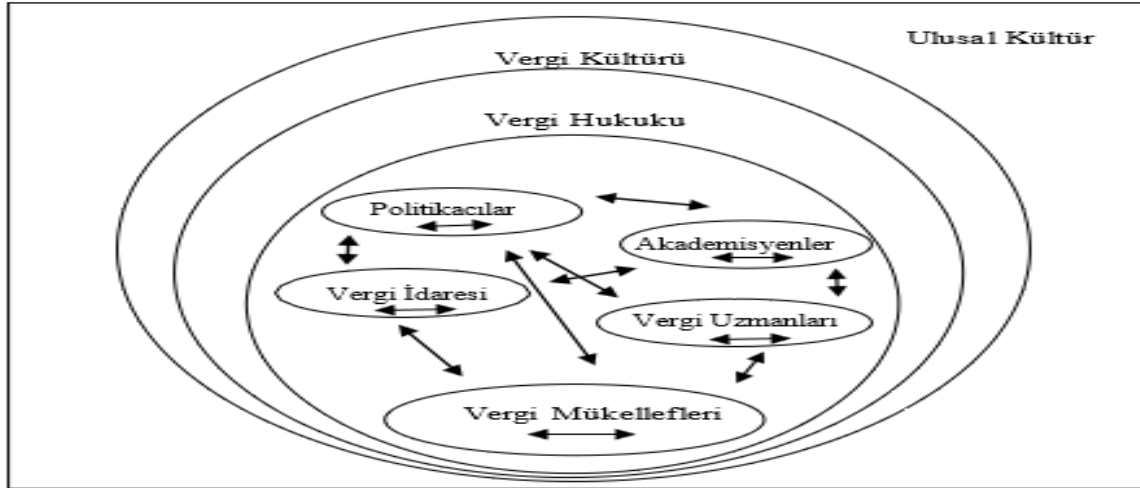 Ulusal Kültür
Vergi Kültürü
Vergi Hukuku
Politikacılar
Akademisyenler
Vergi İdaresi
Vergi Uzmanları
Vergi Mükellefleri